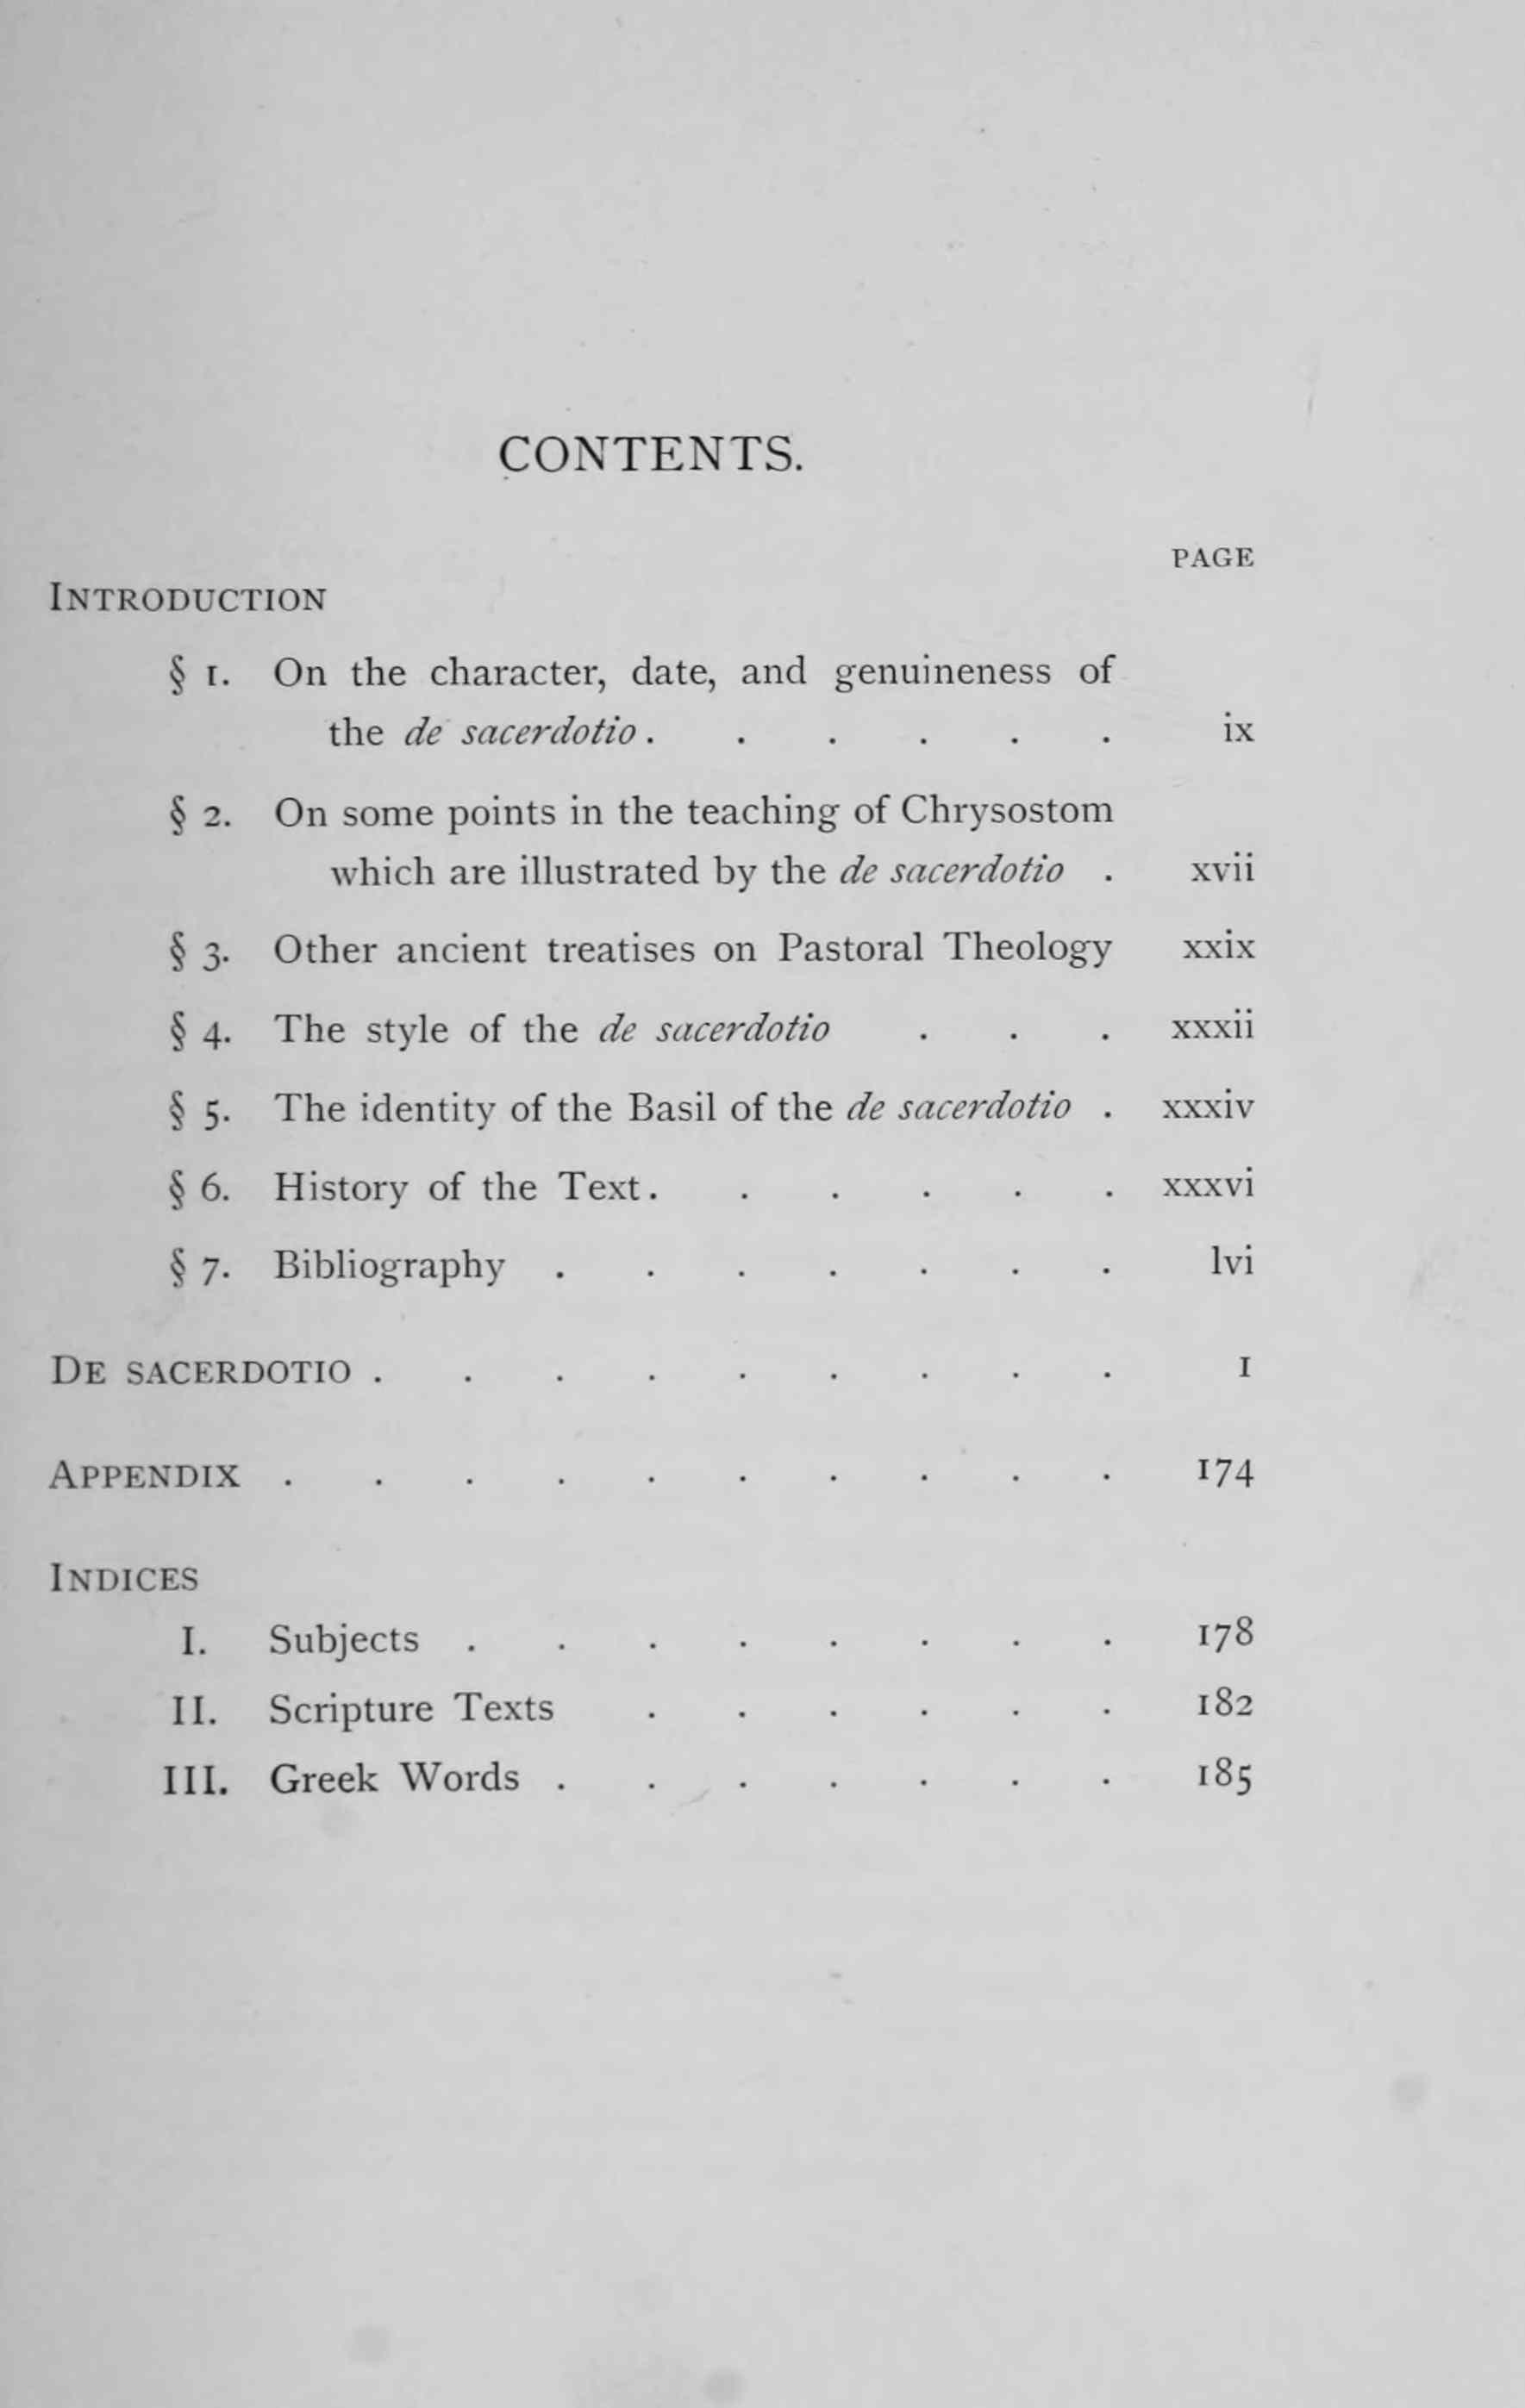 CONTENTS.
PAGE
INTRODUCTION
§ 1. On the character, date, and genuineness of
the de sacerdotio . . . . . . ix
§ 2. On some points in the teaching of Chrysostom
which are illustrated by the de sacerdotio . xvii
§ 3. Other ancient treatises on Pastoral Theology xxix
§ 4. The style of the de sacerdotio . . . xxxii
§ 5. The identity of the Basil of the de sacerdotio . xxxiv
§ 6. History of the Text . . . . . . xxxvi
§ 7. Bibliography . . . . . . . lvi
DE SACERDOTIO . . . . . . . . . 1
APPENDIX . . . . . . . . . . 174
INDICES
I. Subjects . . . . . . . . 178
II. Scripture Texts . . . . . . 182
III. Greek Words . . . . . . . 185